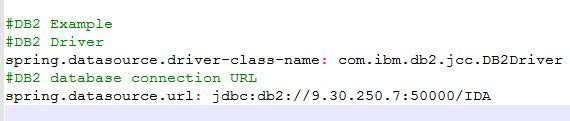 #DB2 Example
#DB2 Driver
spring.datasource.driver-class-name: com.ibm.db2.jcc.DB2Driver
#DB2 database connection URL
spring.datasource.url: jdbc:db2://9.30.250.7:50000/IDA